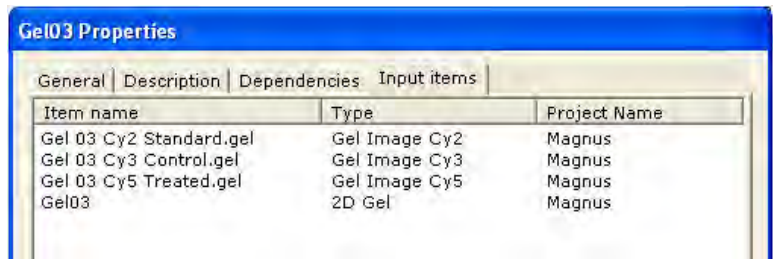 Gel03 Properties
General Description Dependencies Input items
Item name Type Project Name
Gel 03 Cy2 Standard.gel Gel Image Cy2 Magnus
Gel 03 Cy3 Control.gel Gel Image Cy3 Magnus
Gel 03 Cy5 Treated.gel Gel Image Cy5 Magnus
Gel03 2D Gel Magnus